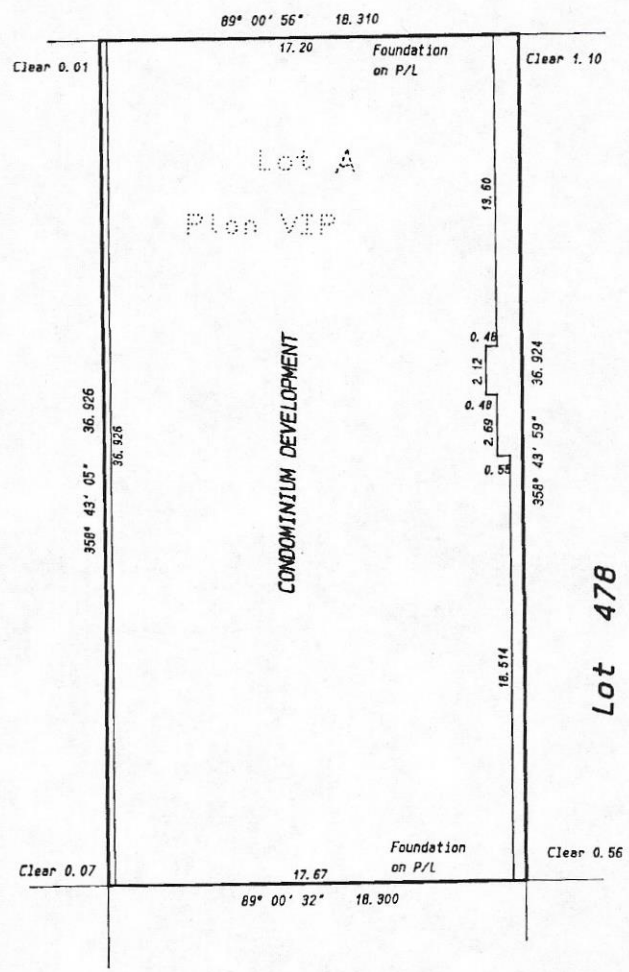 89° 00' 56" 18.310
Clear 0.01
17.20
Foundation
on P/L
Clear 1.10
Lot A
Plan VIP
13.60
0.48
2.12
36.924
0.48
2.69
358° 43' 59"
0.55
358° 43' 05" 36.926
36.926
CONDOMINIUM DEVELOPMENT
Lot 478
18.514
Foundation
on P/L
Clear 0.56
Clear 0.07
17.67
89° 00' 32" 18.300